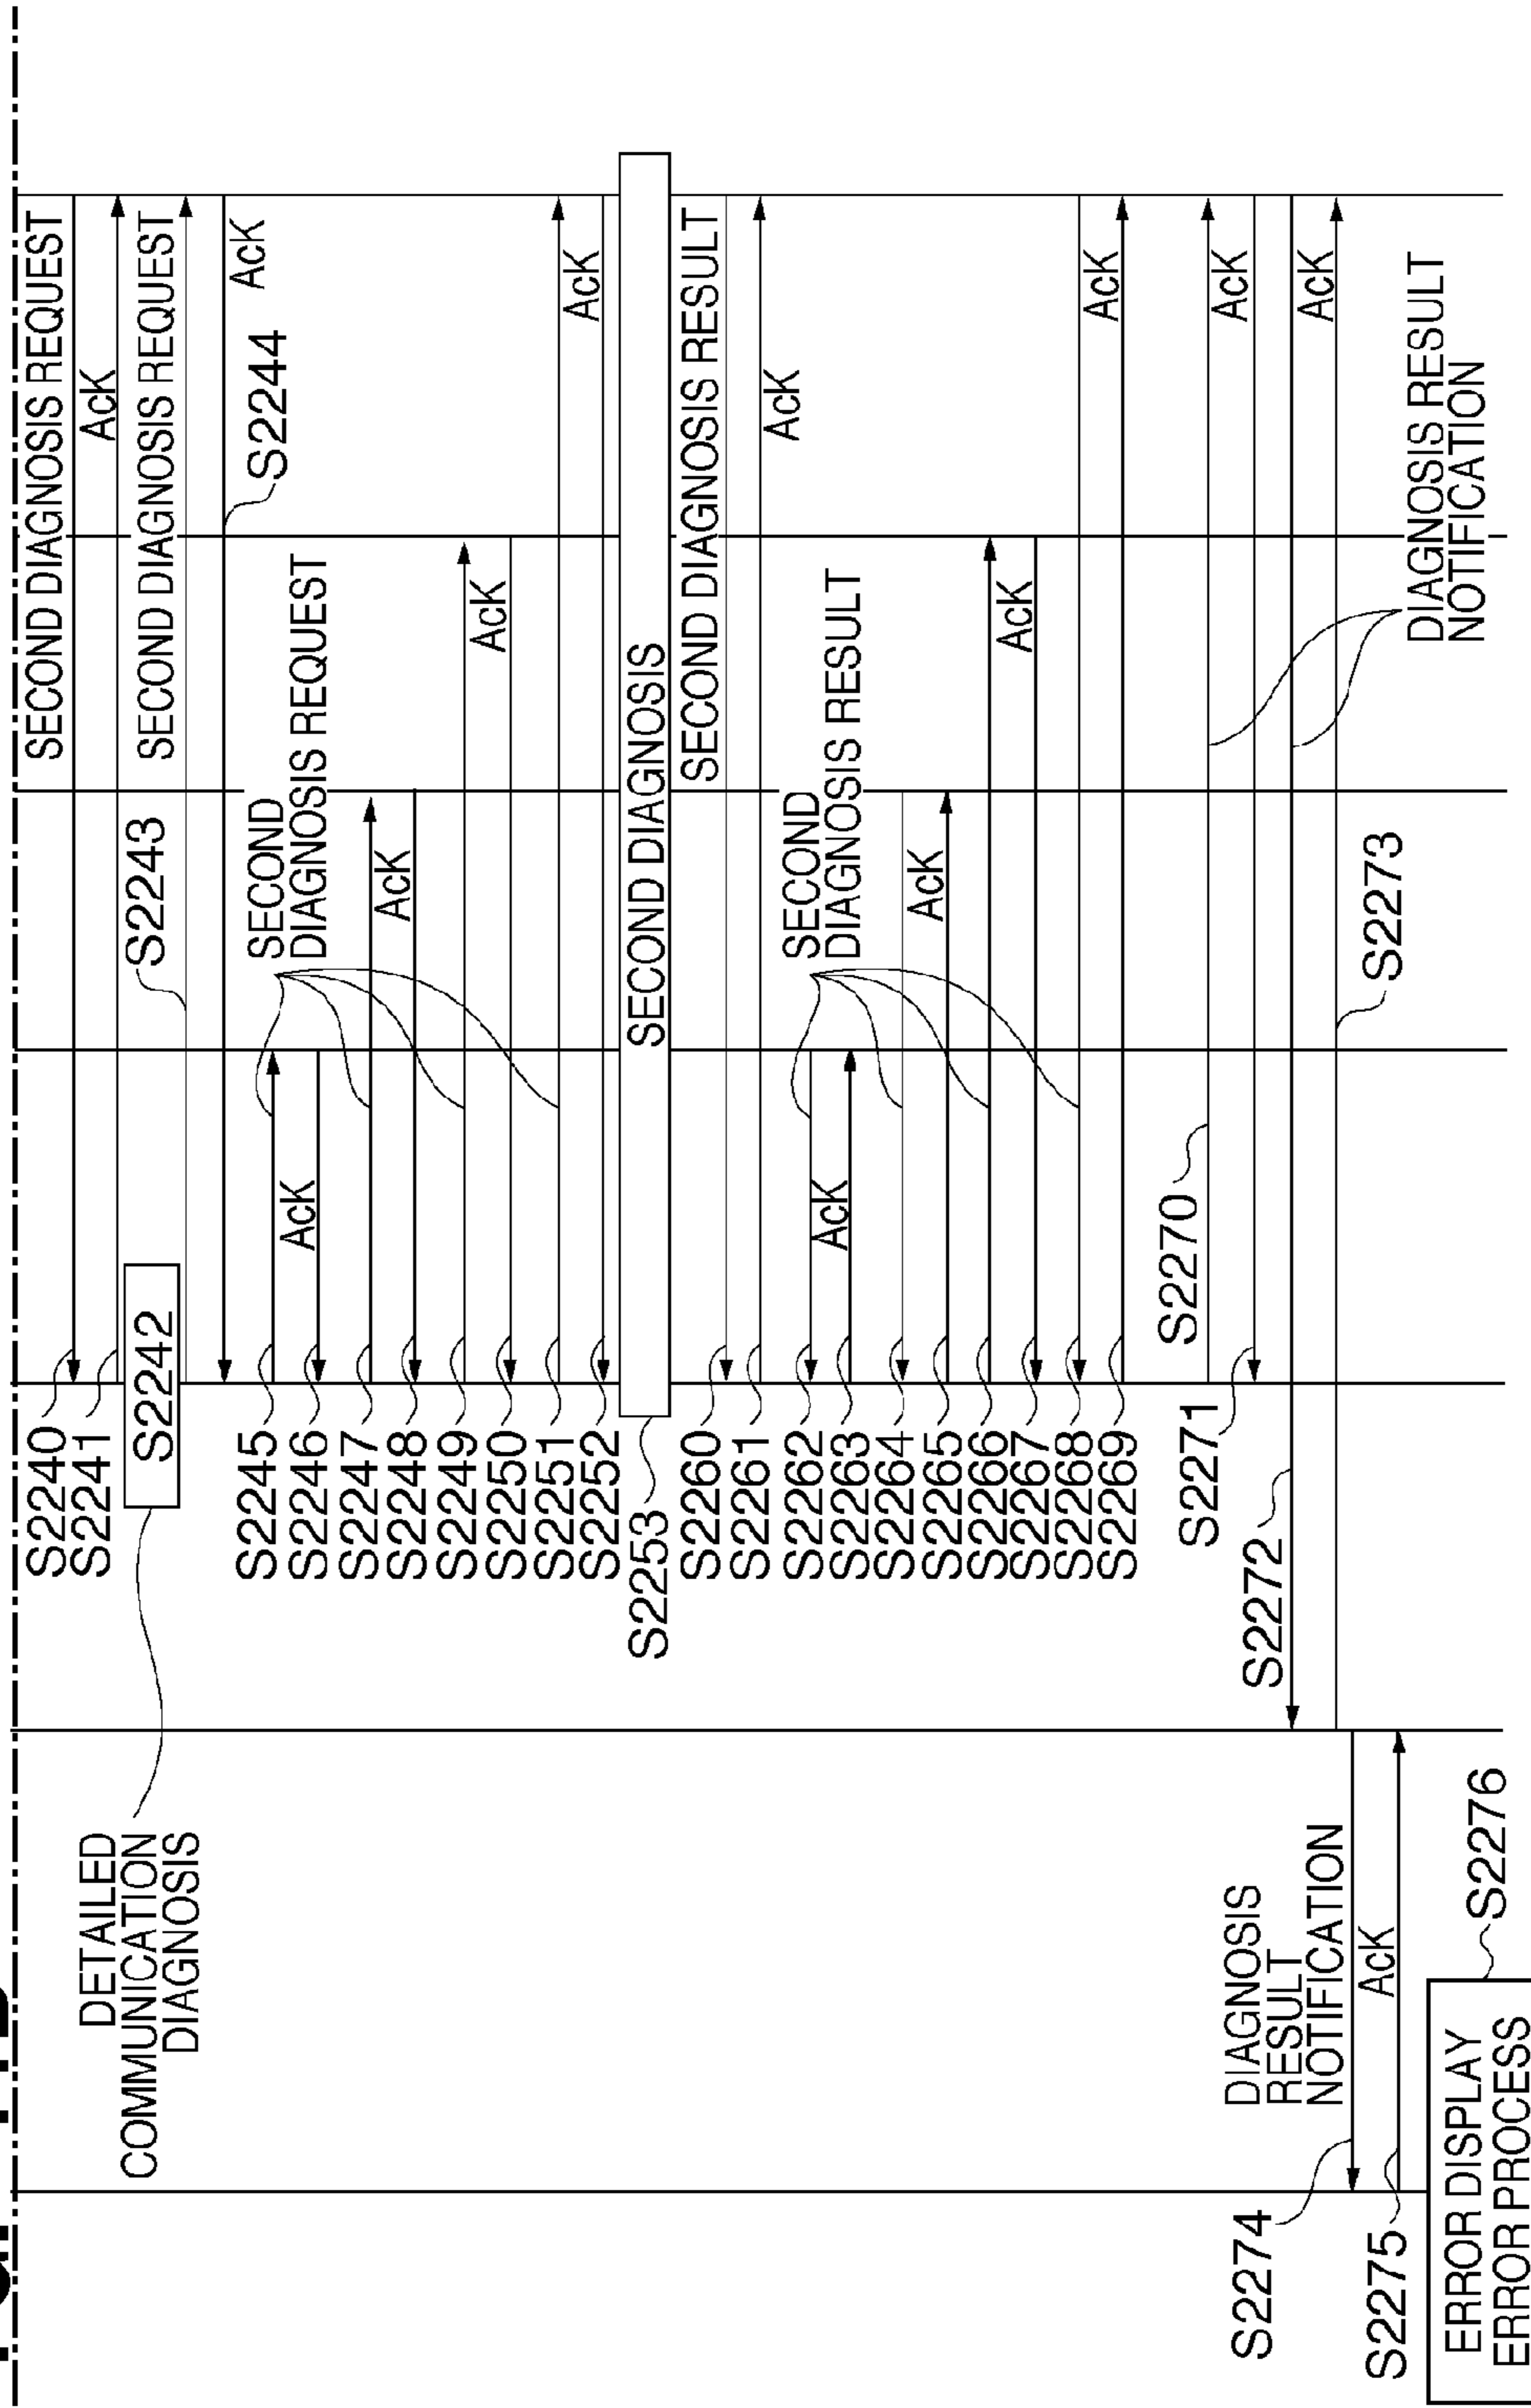 SECOND DIAGNOSIS REQUEST
S2240
AcK
S2241
DETAILED
COMMUNICATION
DIAGNOSIS
S2242
S2243
SECOND DIAGNOSIS REQUEST
AcK
S2244
SECOND
DIAGNOSIS REQUEST
S2245
AcK
S2246
S2247
AcK
S2248
S2249
AcK
S2250
S2251
AcK
S2252
SECOND DIAGNOSIS
S2253
SECOND DIAGNOSIS RESULT
S2260
S2261
AcK
SECOND
DIAGNOSIS RESULT
S2262
AcK
S2263
S2264
AcK
S2265
S2266
AcK
S2267
S2268
AcK
S2269
S2270
AcK
S2271
S2272
AcK
S2273
DIAGNOSIS RESULT
NOTIFICATION
DIAGNOSIS
RESULT
NOTIFICATION
S2274
AcK
S2275
S2276
ERROR DISPLAY
ERROR PROCESS